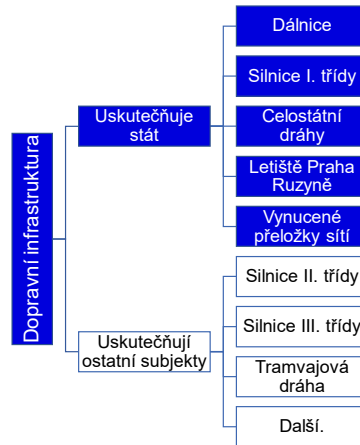 Dopravní infrastruktura
Uskutečňuje
stát
Dálnice
Silnice I. třídy
Celostátní
dráhy
Letiště Praha
Ruzyně
Vynucené
přeložky sítí
Uskutečňují
ostatní subjekty
Silnice II. třídy
Silnice III. třídy
Tramvajová
dráha
Další.